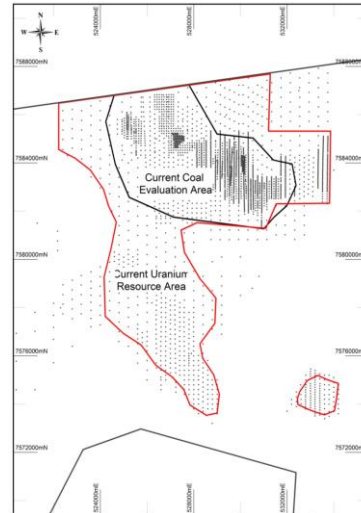 524000mE
528000mE
532000mE
N
W E
S
7588000mN
7588000mN
7584000mN
7584000mN
Current Coal
Evaluation Area
7580000mN
7580000mN
Current Uranium
Resource Area
7576000mN
7576000mN
7572000mN
7572000mN
524000mE
528000mE
532000mE